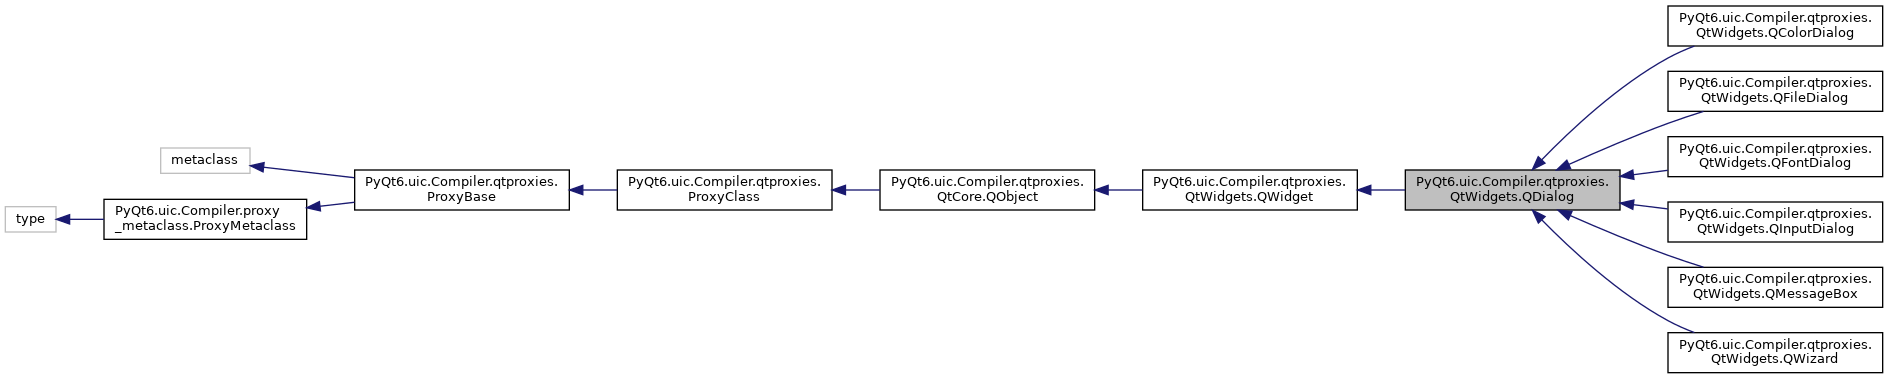 type
metaclass
PyQt6.uic.Compiler.proxy
_metaclass.ProxyMetaclass
PyQt6.uic.Compiler.qtproxies.
ProxyBase
PyQt6.uic.Compiler.qtproxies.
ProxyClass
PyQt6.uic.Compiler.qtproxies.
QtCore.QObject
PyQt6.uic.Compiler.qtproxies.
QtWidgets.QWidget
PyQt6.uic.Compiler.qtproxies.
QtWidgets.QDialog
PyQt6.uic.Compiler.qtproxies.
QtWidgets.QColorDialog
PyQt6.uic.Compiler.qtproxies.
QtWidgets.QFileDialog
PyQt6.uic.Compiler.qtproxies.
QtWidgets.QFontDialog
PyQt6.uic.Compiler.qtproxies.
QtWidgets.QInputDialog
PyQt6.uic.Compiler.qtproxies.
QtWidgets.QMessageBox
PyQt6.uic.Compiler.qtproxies.
QtWidgets.QWizard